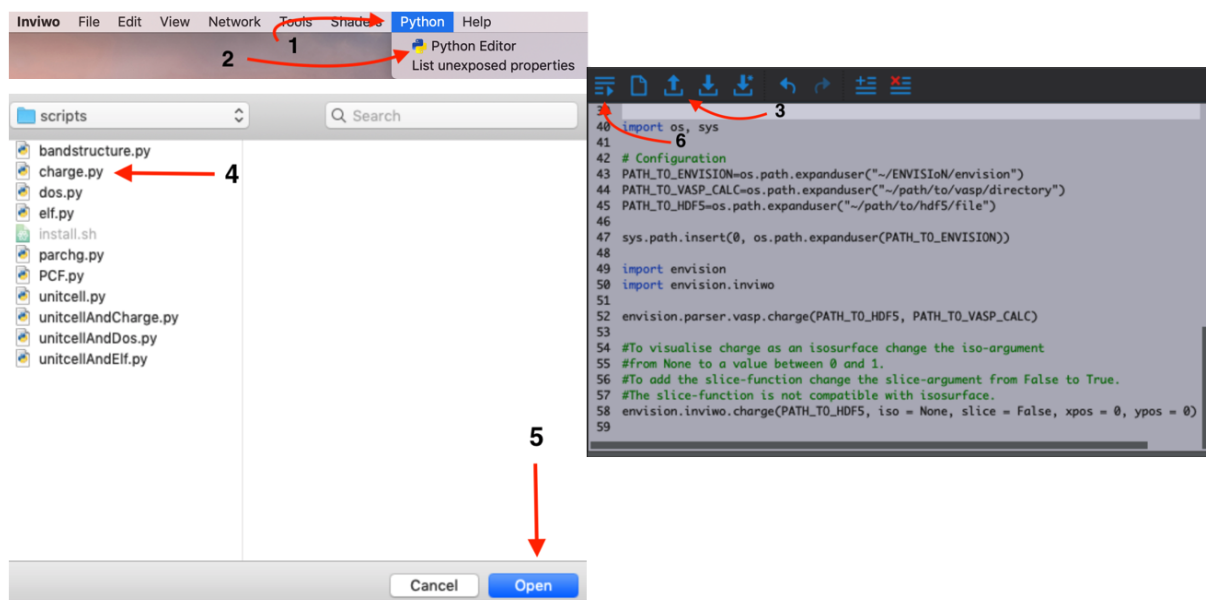 Inviwo File Edit View Network Tools Shaders Python Help
1
2
Python Editor
List unexposed properties
scripts
Search
bandstructure.py
charge.py
4
dos.py
elf.py
install.sh
parchg.py
PCF.py
unitcell.py
unitcellAndCharge.py
unitcellAndDos.py
unitcellAndElf.py
5
Cancel Open
3
39
6
40 import os, sys
41
42 # Configuration
43 PATH_TO_ENVISION=os.path.expanduser("~/ENVISIoN/envision")
44 PATH_TO_VASP_CALC=os.path.expanduser("~/path/to/vasp/directory")
45 PATH_TO_HDF5=os.path.expanduser("~/path/to/hdf5/file")
46
47 sys.path.insert(0, os.path.expanduser(PATH_TO_ENVISION))
48
49 import envision
50 import envision.inviwo
51
52 envision.parser.vasp.charge(PATH_TO_HDF5, PATH_TO_VASP_CALC)
53
54 #To visualise charge as an isosurface change the iso-argument
55 #from None to a value between 0 and 1.
56 #To add the slice-function change the slice-argument from False to True.
57 #The slice-function is not compatible with isosurface.
58 envision.inviwo.charge(PATH_TO_HDF5, iso = None, slice = False, xpos = 0, ypos = 0)
59